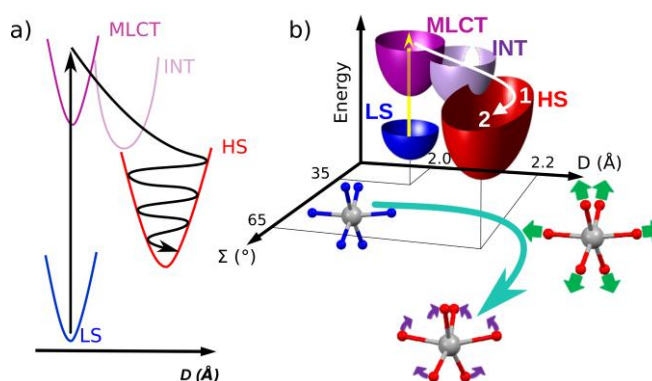 a)
MLCT
INT
HS
LS
D (Å)
b)
MLCT
INT
Energy
LS
1
HS
2
35
2.0
2.2
D (Å)
65
Σ (°)